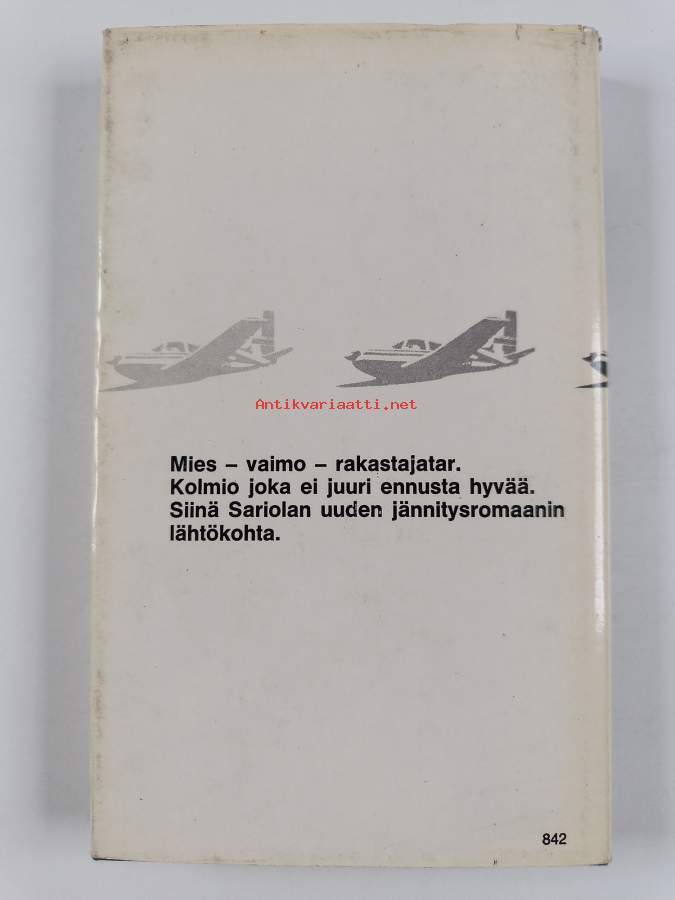 Antikvariaatti.net
Mies – vaimo – rakastajatar.
Kolmio joka ei juuri ennusta hyvää.
Siinä Sariolan uuden jännitysromaanin
lähtökohta.
842